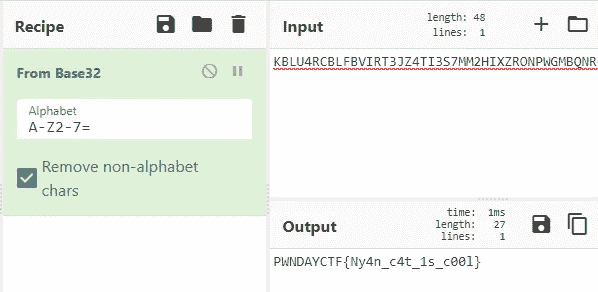 Recipe
From Base32
Alphabet
A-Z2-7=
Remove non-alphabet
chars
Input
length: 48
lines: 1
KBLU4RCBLFBVIRT3JZ4TI3S7MM2HIXZRONPWGMBQNR
Output
time: 1ms
length: 27
lines: 1
PWNDAYCTF{Ny4n_c4t_1s_c00l}